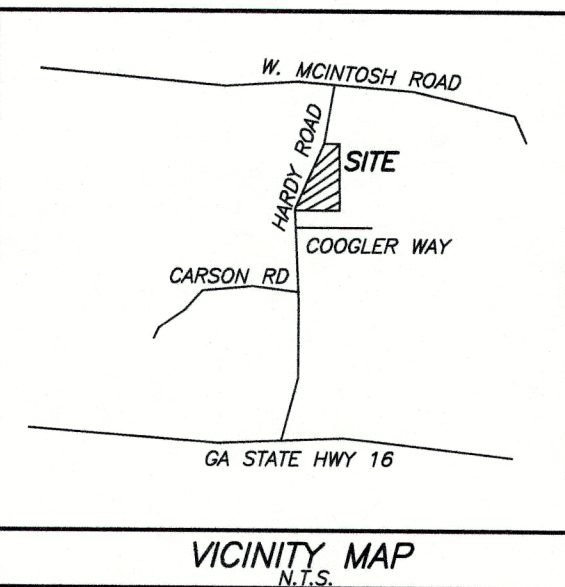 W. MCINTOSH ROAD
HARDY ROAD
SITE
COOGLER WAY
CARSON RD
GA STATE HWY 16
VICINITY MAP
N.T.S.